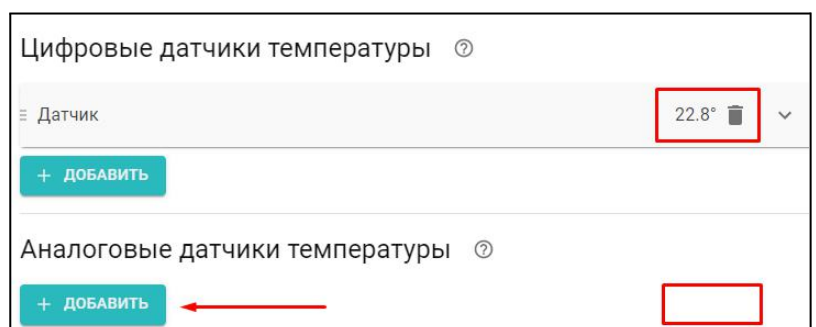 Цифровые датчики температуры ?
Датчик 22.8°
+ ДОБАВИТЬ
Аналоговые датчики температуры ?
+ ДОБАВИТЬ